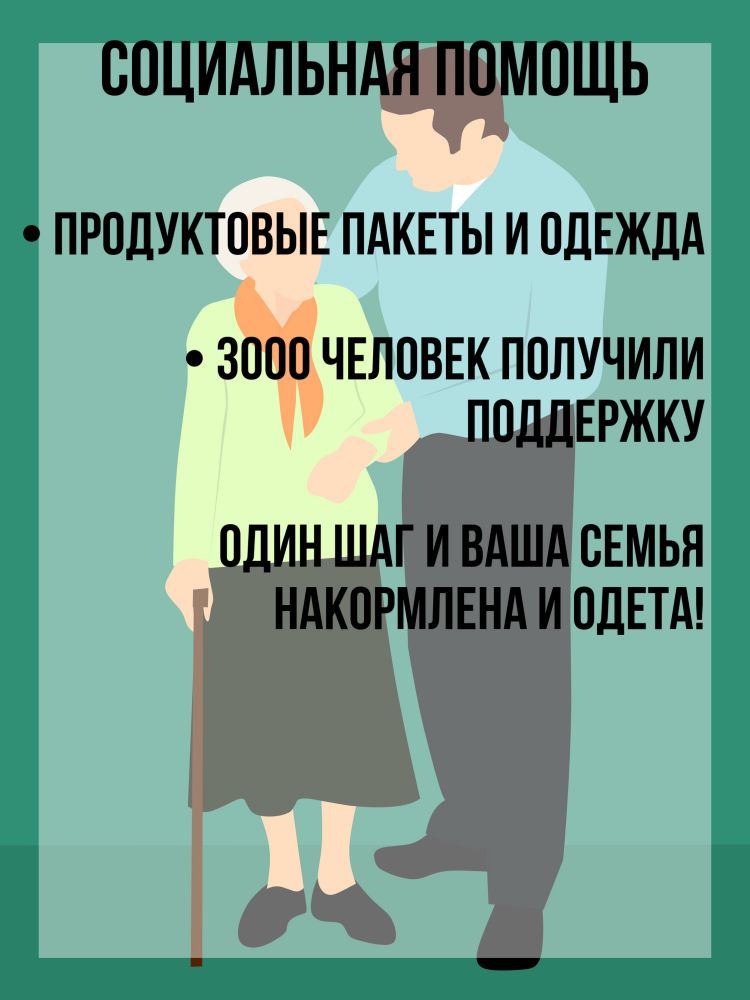 СОЦИАЛЬНАЯ ПОМОЩЬ
• ПРОДУКТОВЫЕ ПАКЕТЫ И ОДЕЖДА
• 3000 ЧЕЛОВЕК ПОЛУЧИЛИ
ПОДДЕРЖКУ
ОДИН ШАГ И ВАША СЕМЬЯ
НАКОРМЛЕНА И ОДЕТА!